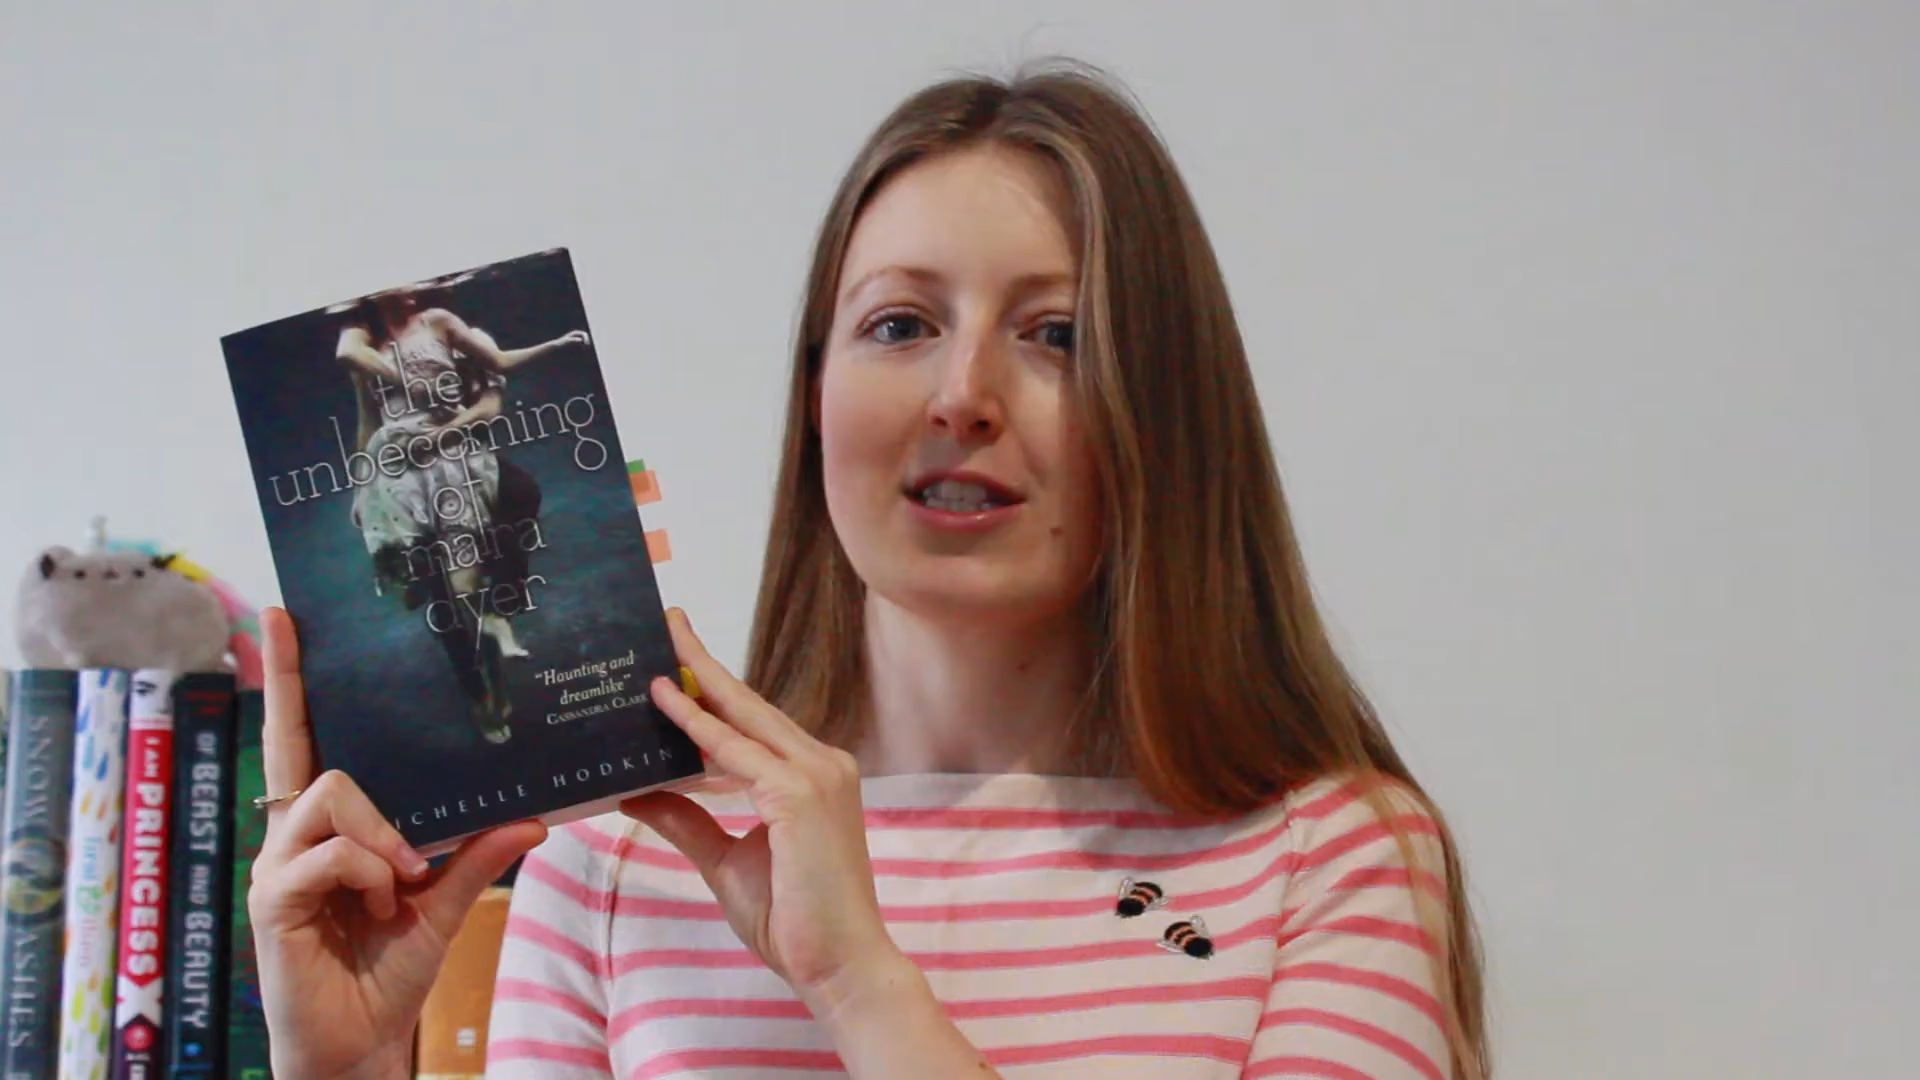 the
unbecoming
of
mara
dyer
"Haunting and
dreamlike"
CASSANDRA CLARE
ICHELLE HODKIN
SNOW
ASHES
I AM PRINCESS X
OF BEAST AND BEAUTY